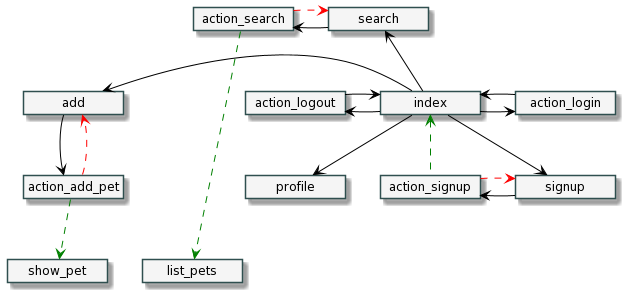 action_search
search
add
action_logout
index
action_login
action_add_pet
profile
action_signup
signup
show_pet
list_pets